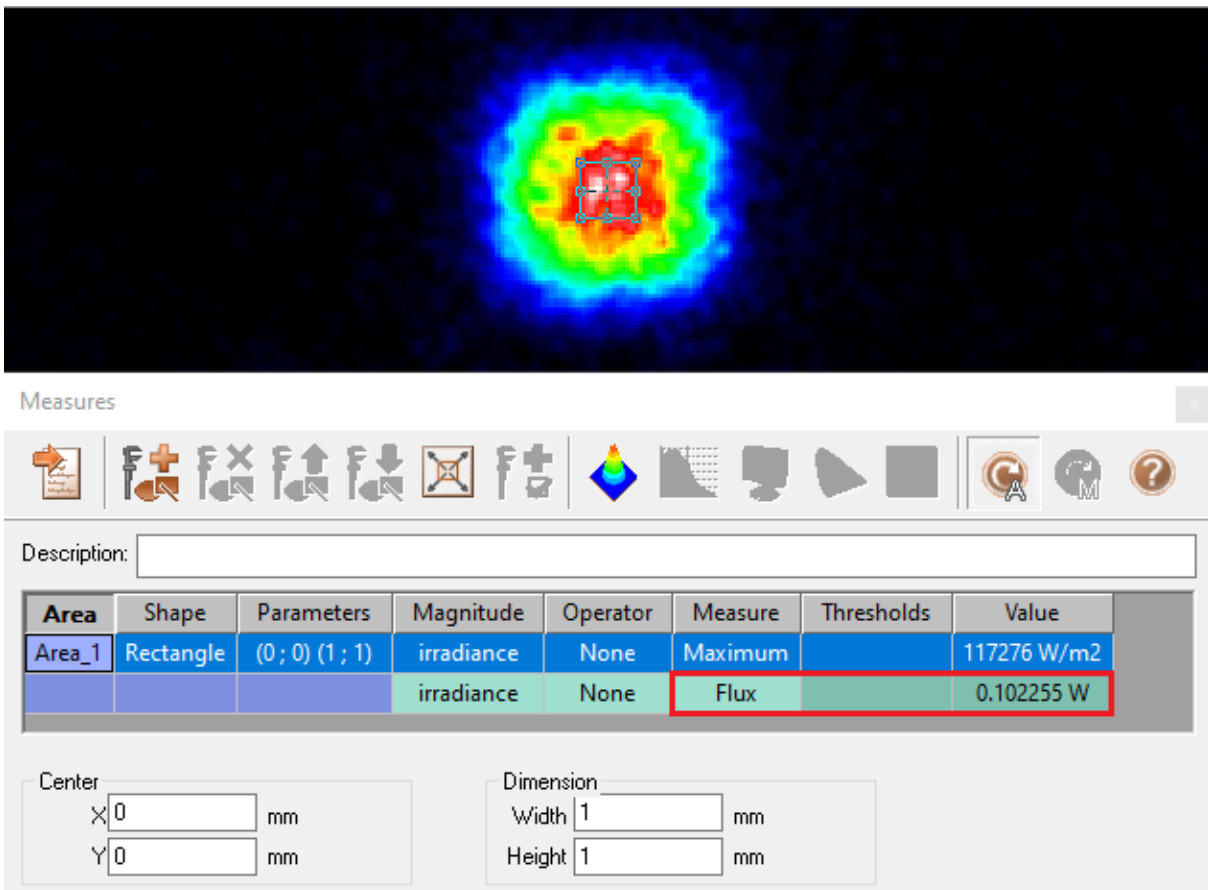 Measures
x
A M ?
Description:
Area Shape Parameters Magnitude Operator Measure Thresholds Value
Area_1 Rectangle (0 ; 0) (1 ; 1) irradiance None Maximum 117276 W/m2
irradiance None Flux 0.102255 W
Center Dimension
X 0 mm Width 1 mm
Y 0 mm Height 1 mm